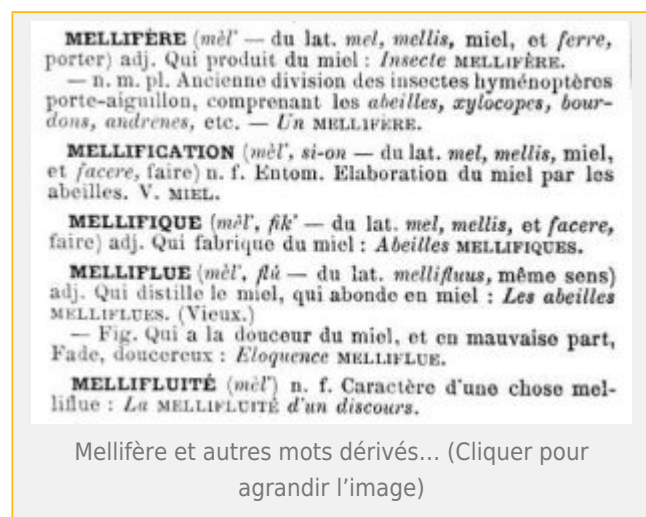 MELLIFÈRE (mèl' — du lat. mel, mellis, miel, et ferre,
porter) adj. Qui produit du miel : Insecte MELLIFÈRE.
— n. m. pl. Ancienne division des insectes hyménoptères
porte-aiguillon, comprenant les abeilles, xylocopes, bour-
dons, andrenes, etc. — Un MELLIFÈRE.
MELLIFICATION (mèl', si-on — du lat. mel, mellis, miel,
et facere, faire) n. f. Entom. Elaboration du miel par les
abeilles. V. MIEL.
MELLIFIQUE (mèl', fik' — du lat. mel, mellis, et facere,
faire) adj. Qui fabrique du miel : Abeilles MELLIFIQUES.
MELLIFLUE (mèl', flû — du lat. mellifluus, même sens)
adj. Qui distille le miel, qui abonde en miel : Les abeilles
MELLIFLUES. (Vieux.)
— Fig. Qui a la douceur du miel, et en mauvaise part,
Fade, doucereux : Eloquence MELLIFLUE.
MELLIFLUITÉ (mèl') n. f. Caractère d'une chose mel-
liflue : La MELLIFLUITÉ d'un discours.
Mellifère et autres mots dérivés… (Cliquer pour
agrandir l'image)